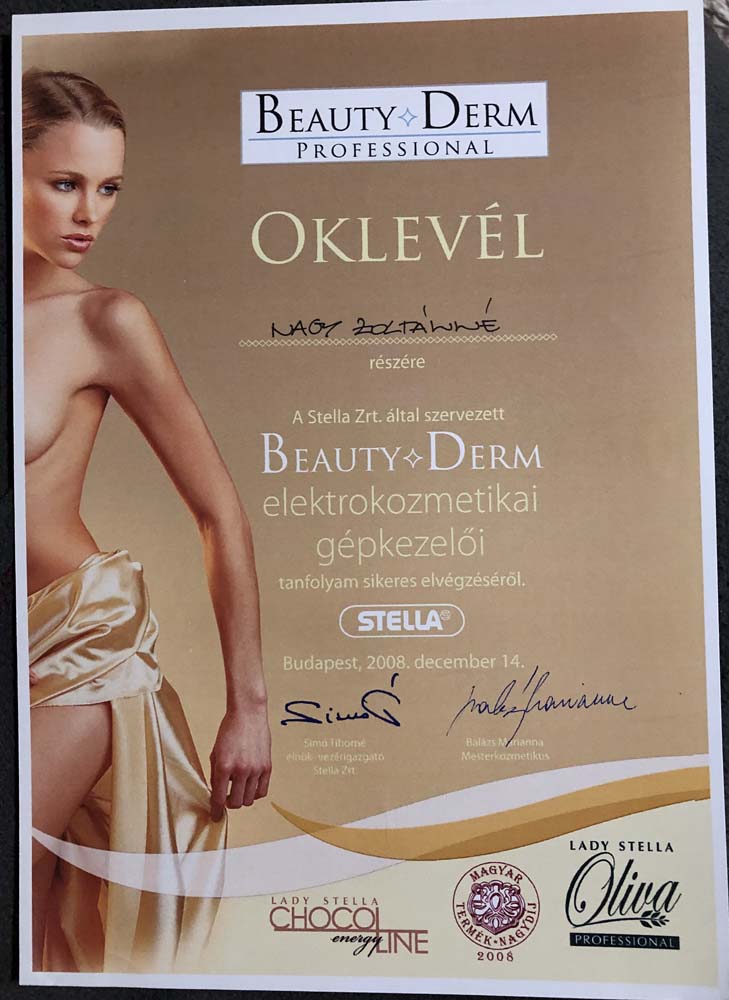 BEAUTY✧DERM
PROFESSIONAL
OKLEVÉL
NAGY ZOLTÁNNÉ
részére
A Stella Zrt. által szervezett
BEAUTY✧DERM
elektrokozmetikai
gépkezelői
tanfolyam sikeres elvégzéséről.
STELLA®
Budapest, 2008. december 14.
Simó Tiborné
elnök- vezérigazgató
Stella Zrt.
Balázs Marianna
Mesterkozmetikus
LADY STELLA
CHOCO
energy LINE
MAGYAR
TERMÉK•NAGYDÍJ
2008
LADY STELLA
Oliva
PROFESSIONAL